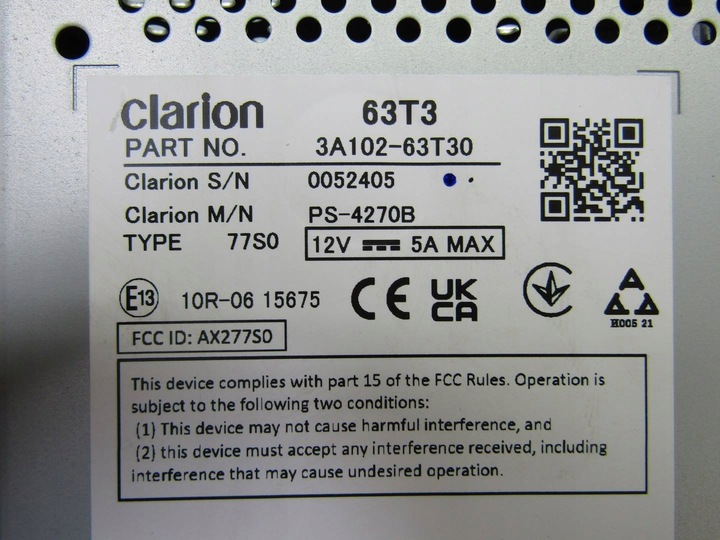 clarion 63T3
PART NO. 3A102-63T30
Clarion S/N 0052405
Clarion M/N PS-4270B
TYPE 77S0 12V 5A MAX
E13 10R-06 15675 CE UK CA
H005 21
FCC ID: AX277S0
This device complies with part 15 of the FCC Rules. Operation is
subject to the following two conditions:
(1) This device may not cause harmful interference, and
(2) this device must accept any interference received, including
interference that may cause undesired operation.